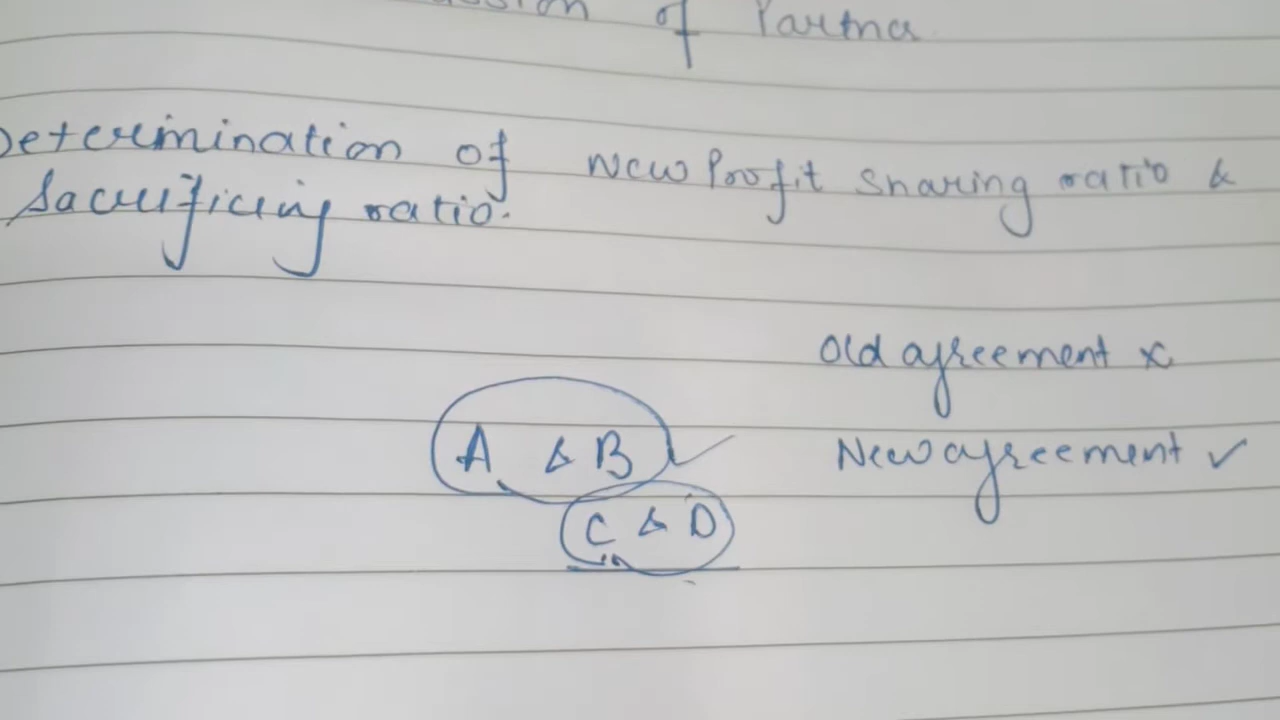 of Partner
Determination of New Profit Sharing ratio &
Sacrificing ratio.
Old agreement ×
A & B ✓
New agreement ✓
C & D